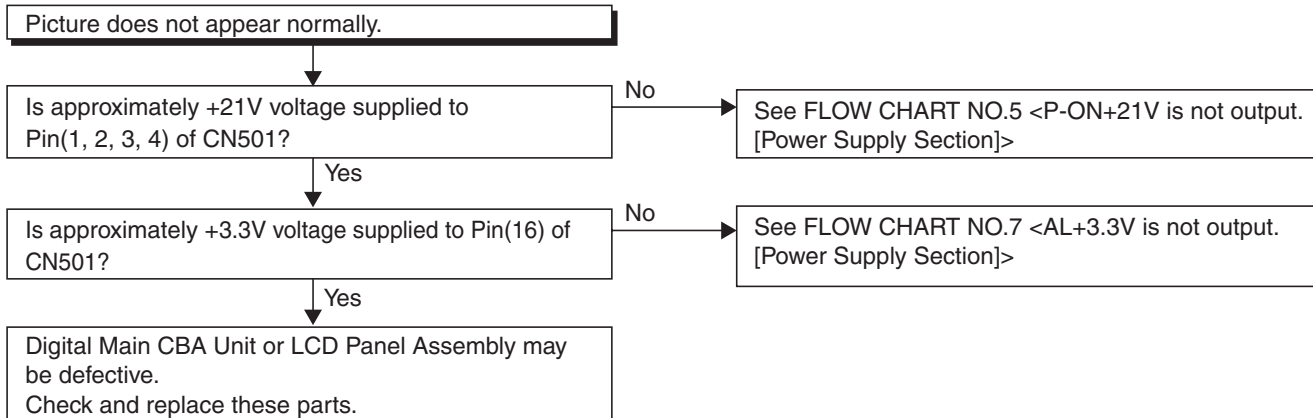 Picture does not appear normally.
Is approximately +21V voltage supplied to
Pin(1, 2, 3, 4) of CN501?
No
See FLOW CHART NO.5 <P-ON+21V is not output.
[Power Supply Section]>
Yes
Is approximately +3.3V voltage supplied to Pin(16) of
CN501?
No
See FLOW CHART NO.7 <AL+3.3V is not output.
[Power Supply Section]>
Yes
Digital Main CBA Unit or LCD Panel Assembly may
be defective.
Check and replace these parts.